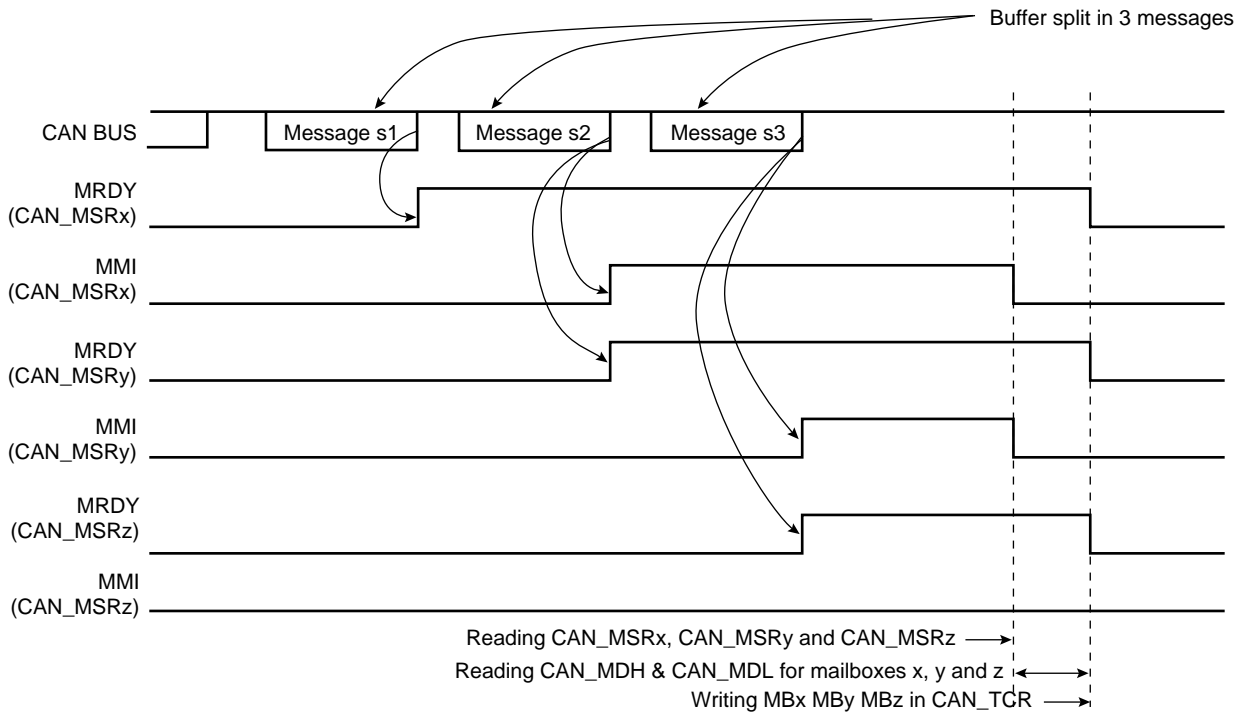 Buffer split in 3 messages
CAN BUS
Message s1
Message s2
Message s3
MRDY
(CAN_MSRx)
MMI
(CAN_MSRx)
MRDY
(CAN_MSRy)
MMI
(CAN_MSRy)
MRDY
(CAN_MSRz)
MMI
(CAN_MSRz)
Reading CAN_MSRx, CAN_MSRy and CAN_MSRz
Reading CAN_MDH & CAN_MDL for mailboxes x, y and z
Writing MBx MBy MBz in CAN_TCR